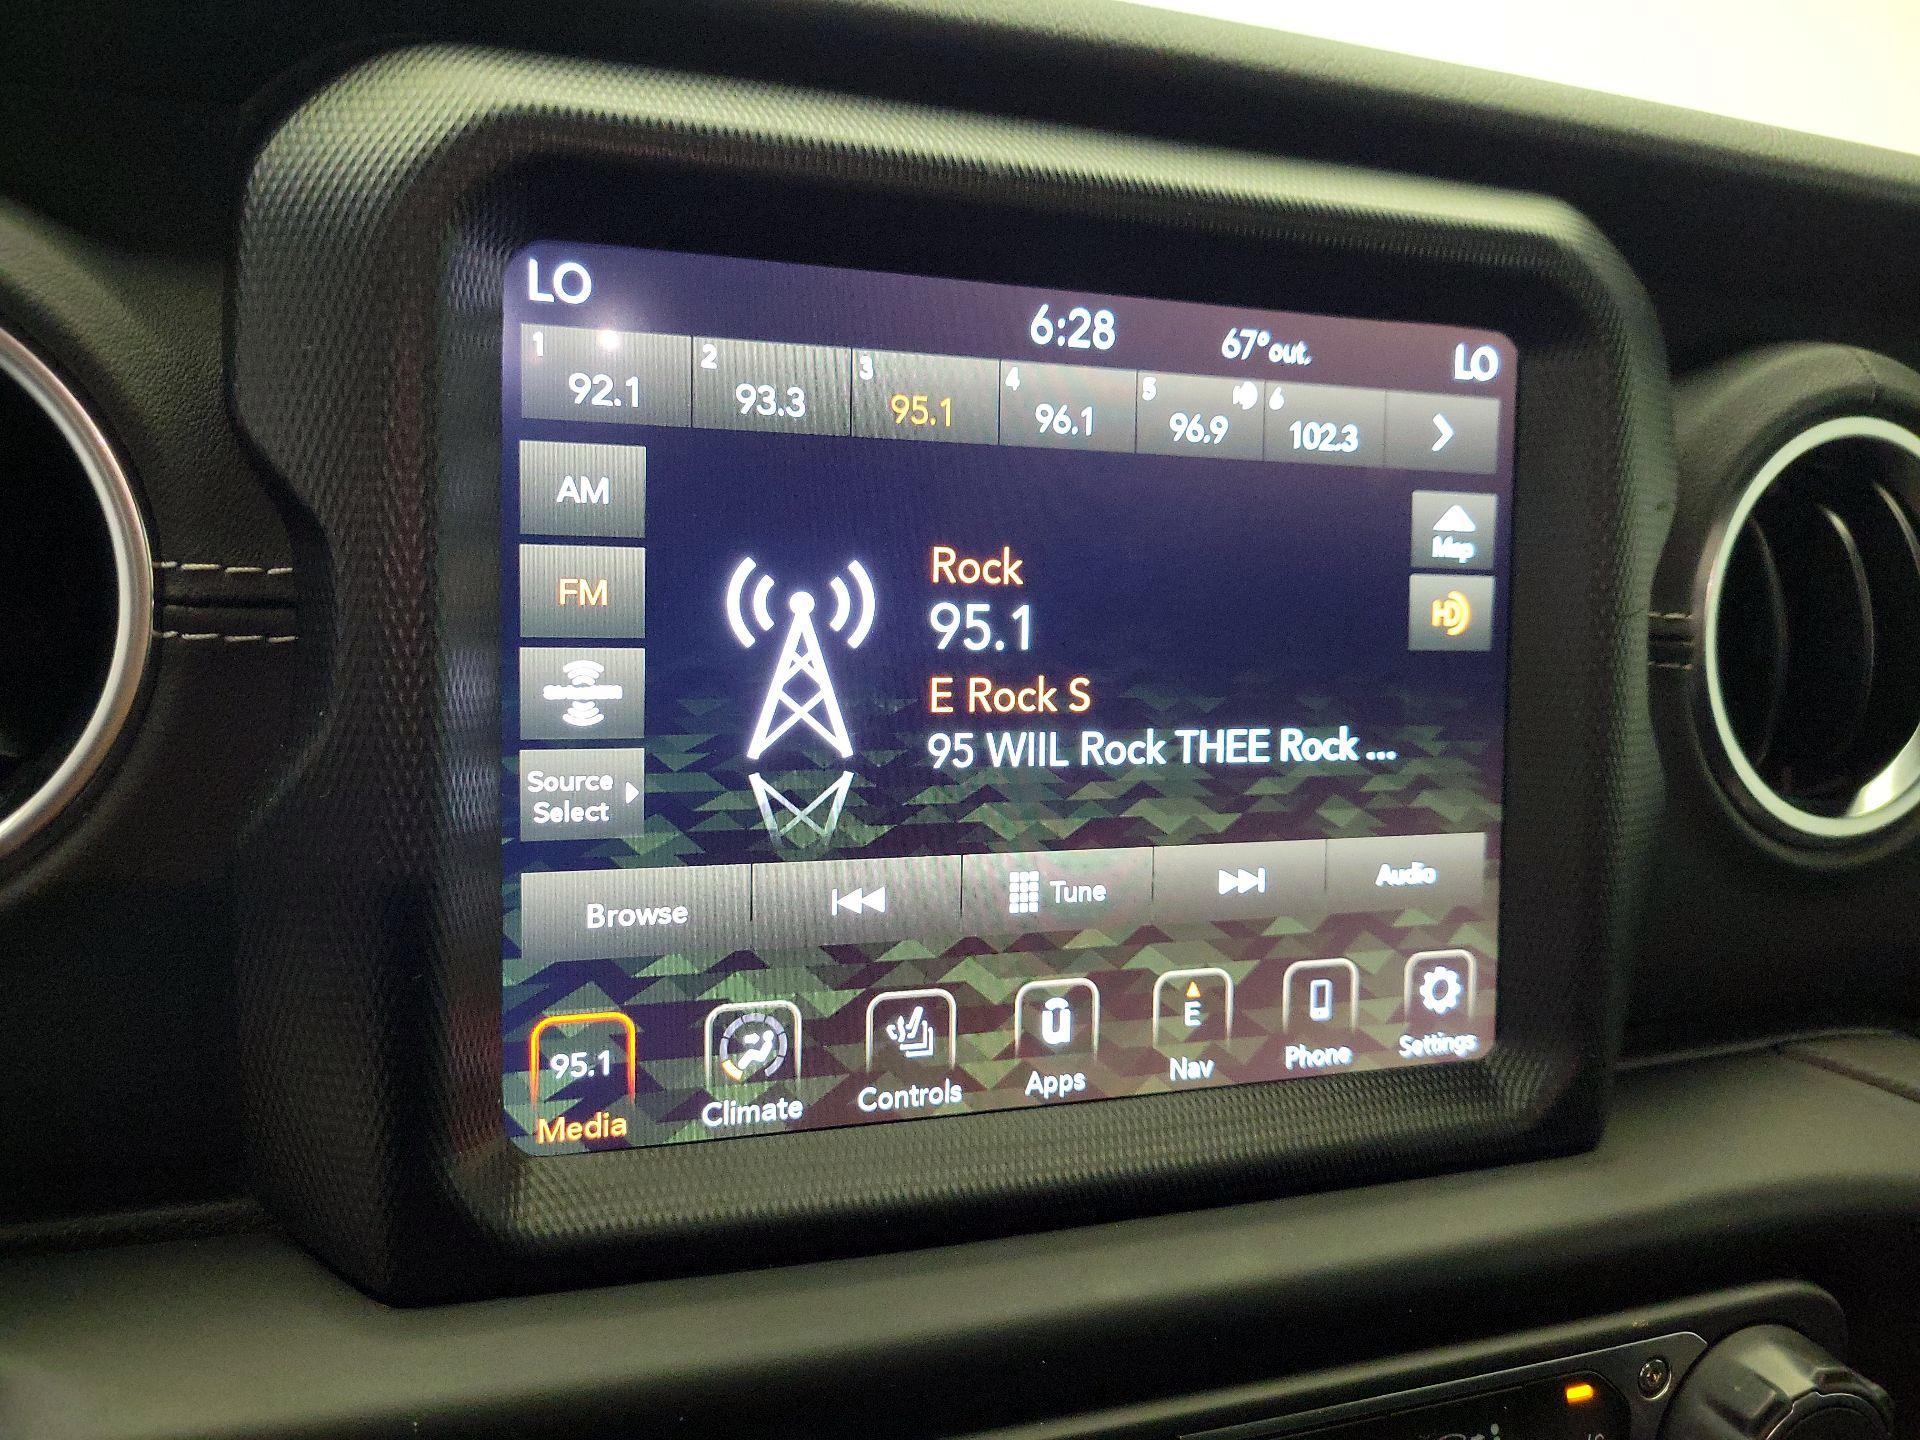 LO
6:28
67° out.
LO
1
92.1
2
93.3
3
95.1
4
96.1
5
96.9
6
102.3
AM
FM
Source
Select
Rock
95.1
E Rock S
95 WIIL Rock THEE Rock ...
Map
HD
Browse
Tune
Audio
95.1
Media
Climate
Controls
u
Apps
E
Nav
Phone
Settings